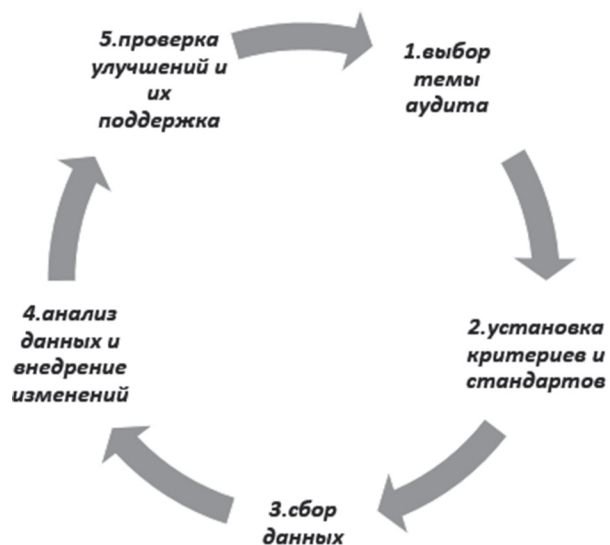 1.выбор
темы
аудита
2.установка
критериев и
стандартов
3.сбор
данных
4.анализ
данных и
внедрение
изменений
5.проверка
улучшений и
их
поддержка